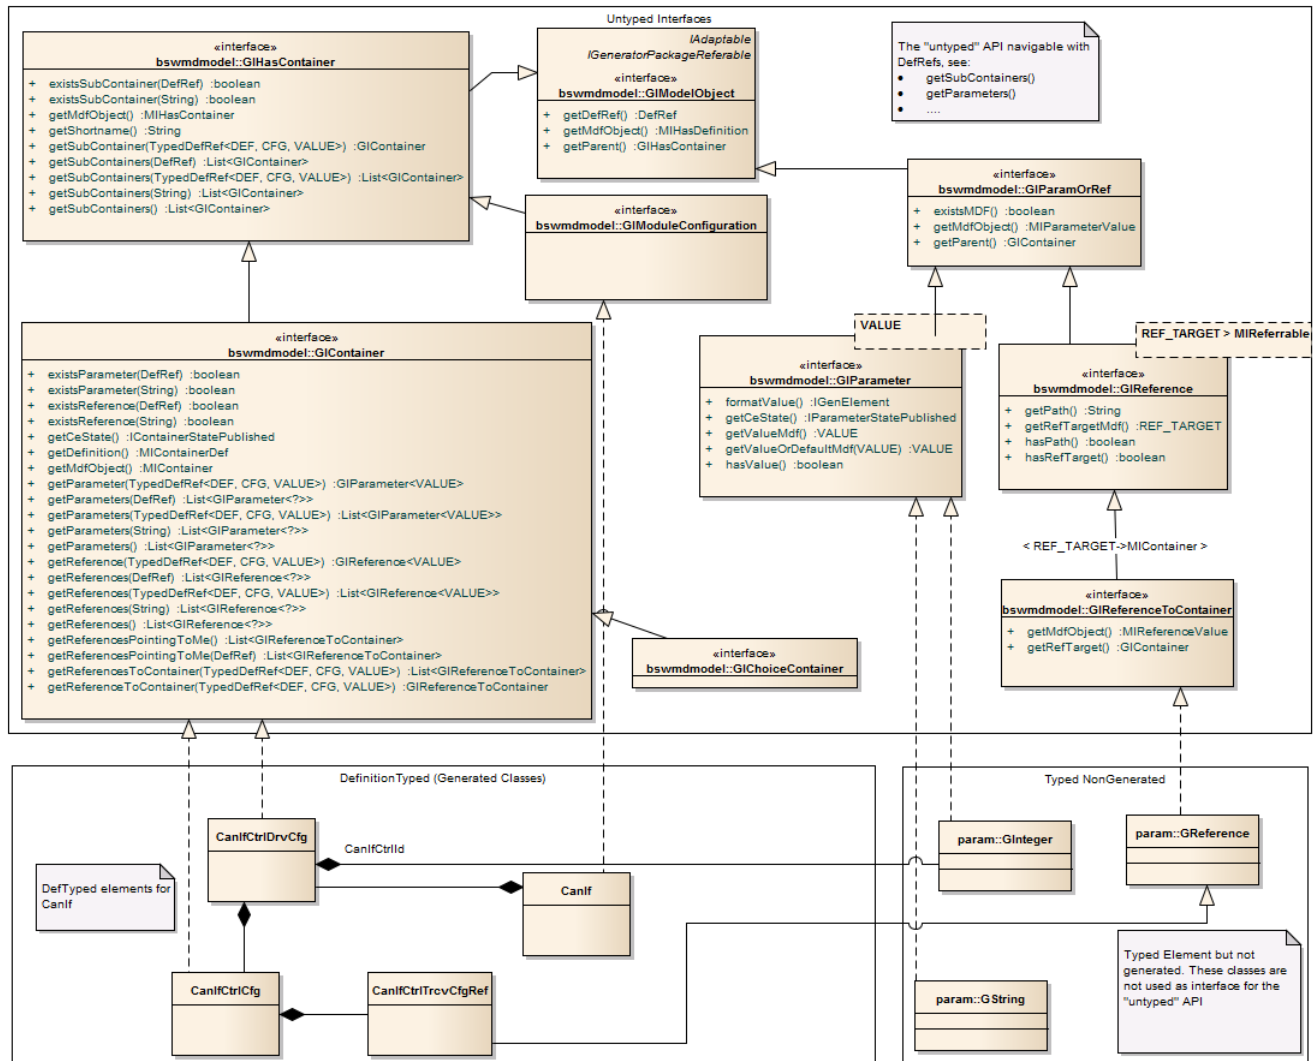 Untyped Interfaces
«interface»
bswmdmodel::GIHasContainer
+ existsSubContainer(DefRef) :boolean
+ existsSubContainer(String) :boolean
+ getMdfObject() :MIHasContainer
+ getShortname() :String
+ getSubContainer(TypedDefRef<DEF, CFG, VALUE>) :GIContainer
+ getSubContainers(DefRef) :List<GIContainer>
+ getSubContainers(TypedDefRef<DEF, CFG, VALUE>) :List<GIContainer>
+ getSubContainers(String) :List<GIContainer>
+ getSubContainers() :List<GIContainer>
IAdaptable
IGeneratorPackageReferable
«interface»
bswmdmodel::GIModelObject
+ getDefRef() :DefRef
+ getMdfObject() :MIHasDefinition
+ getParent() :GIHasContainer
The "untyped" API navigable with
DefRefs, see:
• getSubContainers()
• getParameters()
• ....
«interface»
bswmdmodel::GIParamOrRef
+ existsMDF() :boolean
+ getMdfObject() :MIParameterValue
+ getParent() :GIContainer
«interface»
bswmdmodel::GIModuleConfiguration
«interface»
bswmdmodel::GIContainer
+ existsParameter(DefRef) :boolean
+ existsParameter(String) :boolean
+ existsReference(DefRef) :boolean
+ existsReference(String) :boolean
+ getCeState() :IContainerStatePublished
+ getDefinition() :MIContainerDef
+ getMdfObject() :MIContainer
+ getParameter(TypedDefRef<DEF, CFG, VALUE>) :GIParameter<VALUE>
+ getParameters(DefRef) :List<GIParameter<?>>
+ getParameters(TypedDefRef<DEF, CFG, VALUE>) :List<GIParameter<VALUE>>
+ getParameters(String) :List<GIParameter<?>>
+ getParameters() :List<GIParameter<?>>
+ getReference(TypedDefRef<DEF, CFG, VALUE>) :GIReference<VALUE>
+ getReferences(DefRef) :List<GIReference<?>>
+ getReferences(TypedDefRef<DEF, CFG, VALUE>) :List<GIReference<VALUE>>
+ getReferences(String) :List<GIReference<?>>
+ getReferences() :List<GIReference<?>>
+ getReferencesPointingToMe() :List<GIReferenceToContainer>
+ getReferencesPointingToMe(DefRef) :List<GIReferenceToContainer>
+ getReferencesToContainer(TypedDefRef<DEF, CFG, VALUE>) :List<GIReferenceToContainer>
+ getReferenceToContainer(TypedDefRef<DEF, CFG, VALUE>) :GIReferenceToContainer
VALUE
«interface»
bswmdmodel::GIParameter
+ formatValue() :IGenElement
+ getCeState() :IParameterStatePublished
+ getValueMdf() :VALUE
+ getValueOrDefaultMdf(VALUE) :VALUE
+ hasValue() :boolean
REF_TARGET > MIReferrable
«interface»
bswmdmodel::GIReference
+ getPath() :String
+ getRefTargetMdf() :REF_TARGET
+ hasPath() :boolean
+ hasRefTarget() :boolean
< REF_TARGET->MIContainer >
«interface»
bswmdmodel::GIReferenceToContainer
+ getMdfObject() :MIReferenceValue
+ getRefTarget() :GIContainer
«interface»
bswmdmodel::GIChoiceContainer
DefinitionTyped (Generated Classes)
CanIfCtrlDrvCfg
CanIfCtrlId
DefTyped elements for
CanIf
CanIf
CanIfCtrlCfg
CanIfCtrlTrcvCfgRef
Typed NonGenerated
param::GInteger
param::GReference
param::GString
Typed Element but not
generated. These classes are
not used as interface for the
"untyped" API